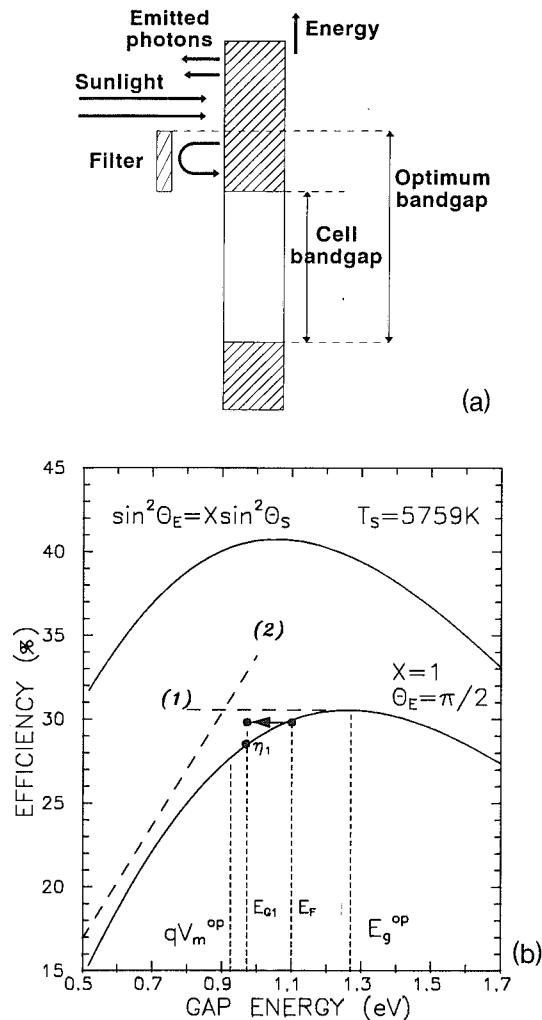 Emitted
photons
Energy
Sunlight
Filter
Optimum
bandgap
Cell
bandgap
(a)
45
40
35
30
25
20
15
EFFICIENCY (%)
sin²Θ_E=Xsin²Θ_S
T_S=5759K
(2)
(1)
X=1
Θ_E=π/2
η₁
qV_m^op
E_G1
E_F
E_g^op
0.5
0.7
0.9
1.1
1.3
1.5
1.7
GAP ENERGY (eV)
(b)